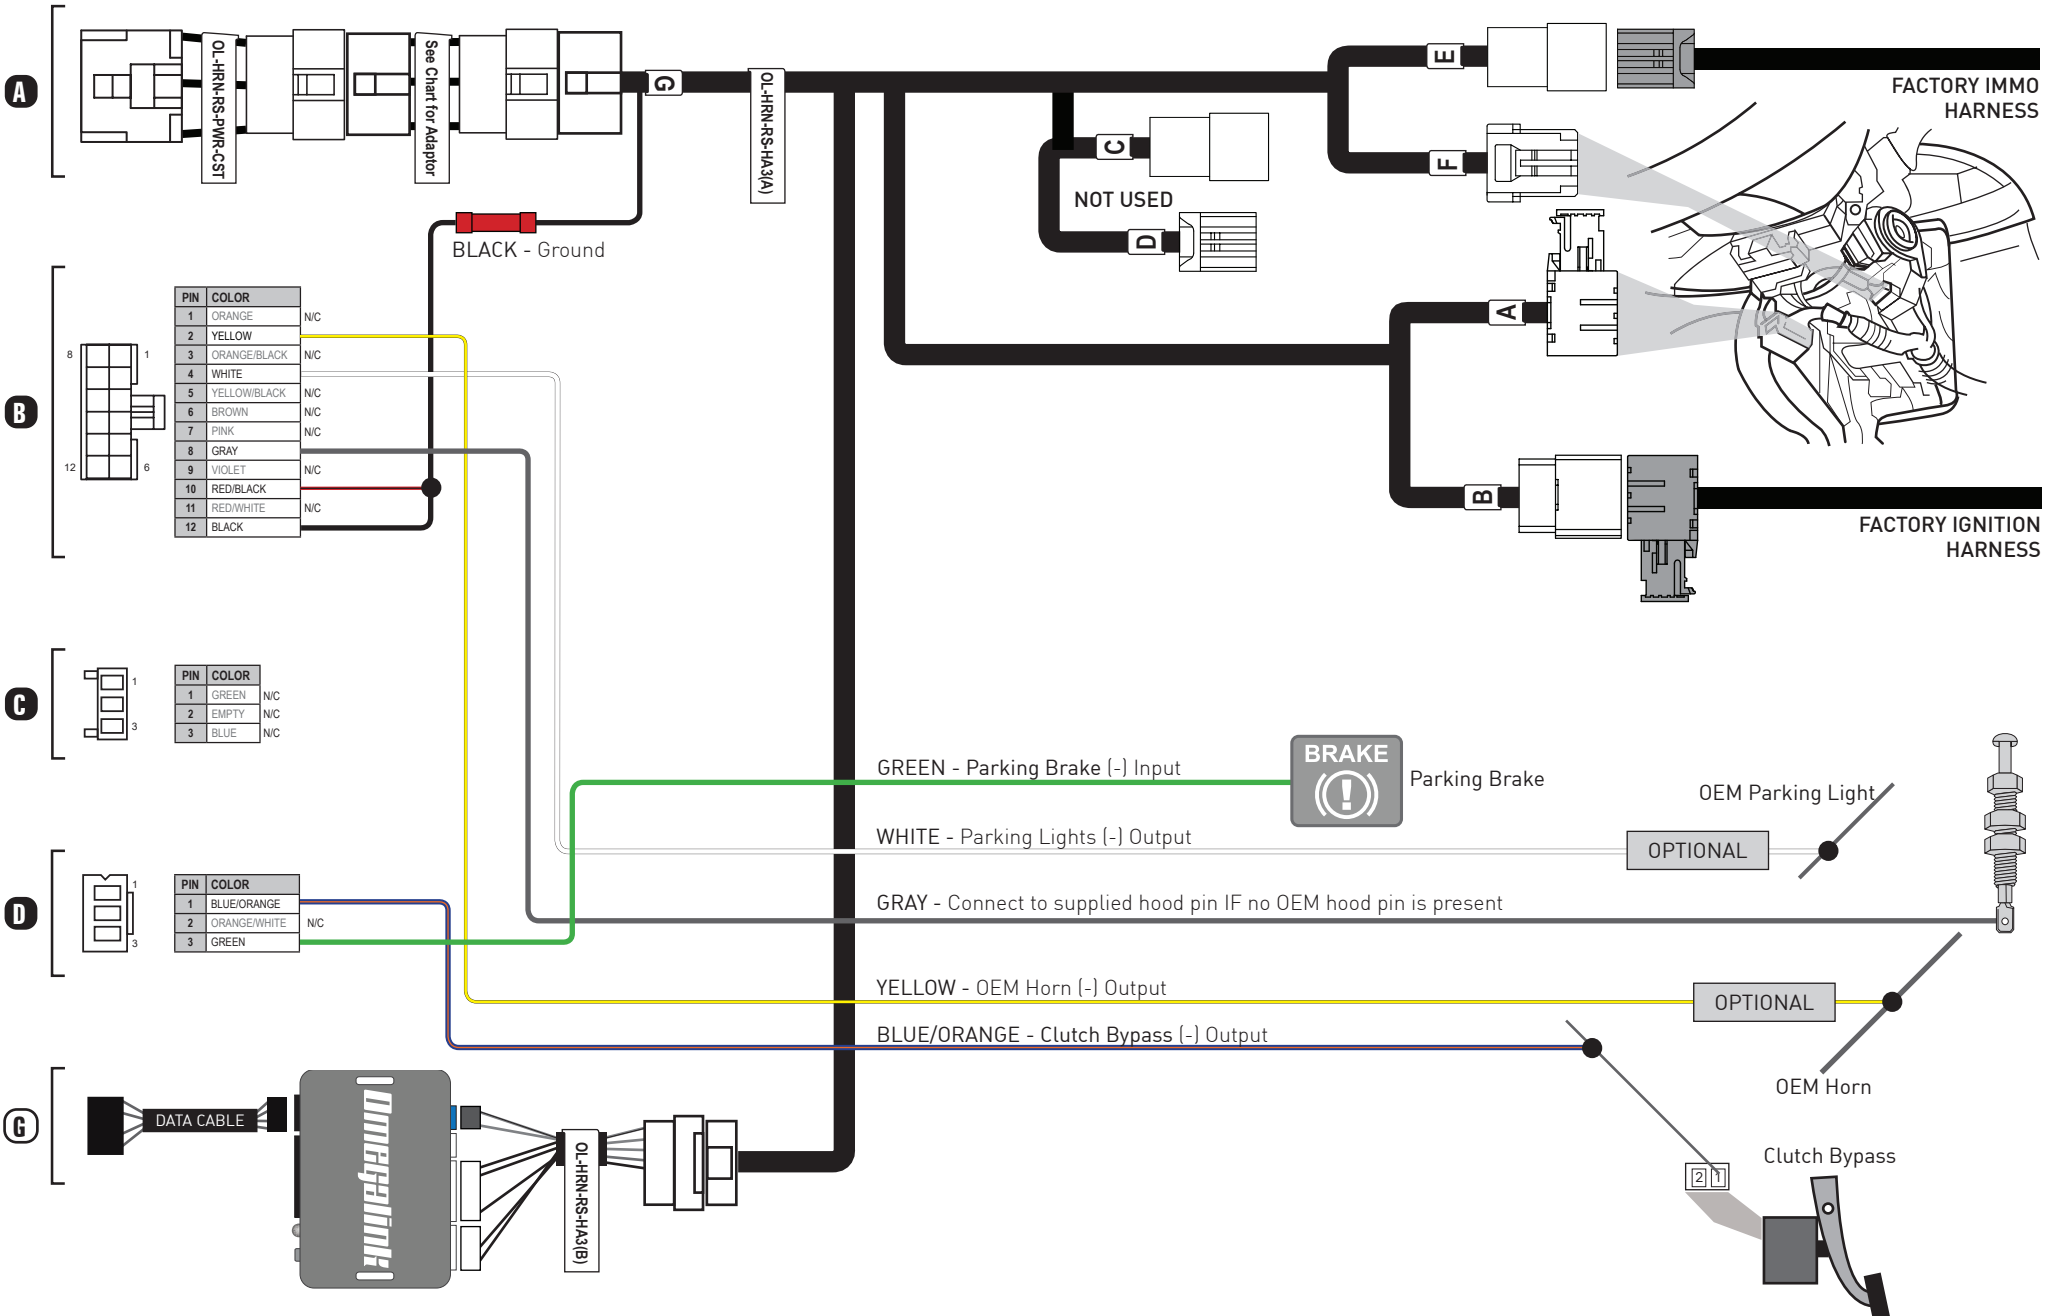 A
OL-HRN-RS-PWR-CST
See Chart for Adaptor
G
OL-HRN-RS-HA3(A)
E
FACTORY IMMO
HARNESS
C
F
NOT USED
D
BLACK - Ground
A
B
FACTORY IGNITION
HARNESS
B
8 1
12 6
PIN COLOR
1 ORANGE N/C
2 YELLOW
3 ORANGE/BLACK N/C
4 WHITE
5 YELLOW/BLACK N/C
6 BROWN N/C
7 PINK N/C
8 GRAY
9 VIOLET N/C
10 RED/BLACK
11 RED/WHITE N/C
12 BLACK
C
1
3
PIN COLOR
1 GREEN N/C
2 EMPTY N/C
3 BLUE N/C
GREEN - Parking Brake (-) Input
BRAKE
Parking Brake
OEM Parking Light
WHITE - Parking Lights (-) Output
OPTIONAL
D
1
3
PIN COLOR
1 BLUE/ORANGE
2 ORANGE/WHITE N/C
3 GREEN
GRAY - Connect to supplied hood pin IF no OEM hood pin is present
YELLOW - OEM Horn (-) Output
OPTIONAL
BLUE/ORANGE - Clutch Bypass (-) Output
OEM Horn
G
DATA CABLE
Omegalink
OL-HRN-RS-HA3(B)
Clutch Bypass
2 1